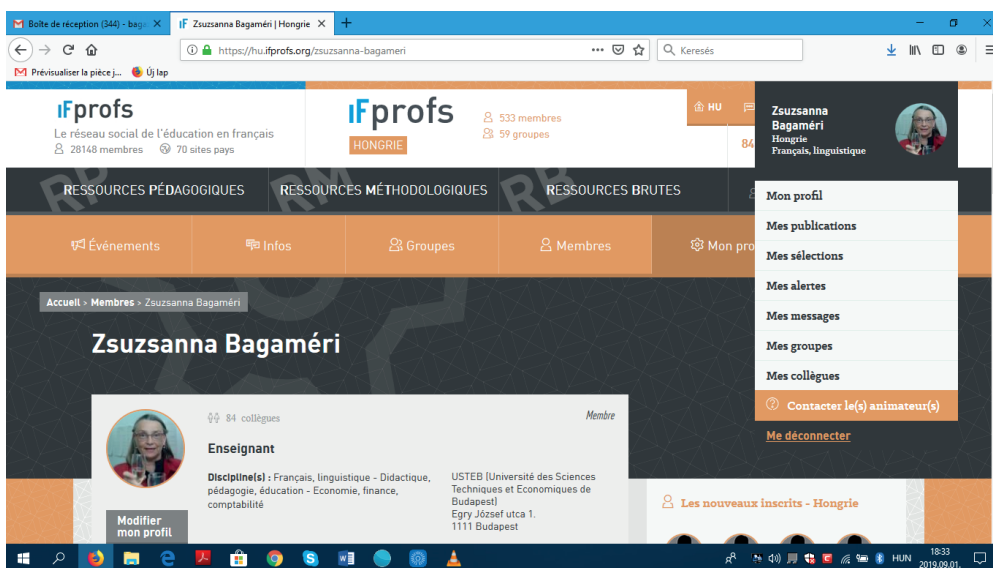 Boîte de réception (344) - baga
Zsuzsanna Bagaméri | Hongrie
https://hu.ifprofs.org/zsuzsanna-bagameri
Keresés
Prévisualiser la pièce j...
Új lap
IFprofs
Le réseau social de l'éducation en français
28148 membres 70 sites pays
IFprofs
HONGRIE
533 membres
59 groupes
HU
84
Zsuzsanna
Bagaméri
Hongrie
Français, linguistique
RP RM RB
RESSOURCES PÉDAGOGIQUES
RESSOURCES MÉTHODOLOGIQUES
RESSOURCES BRUTES
Événements
Infos
Groupes
Membres
Mon pro
Mon profil
Mes publications
Mes sélections
Mes alertes
Mes messages
Mes groupes
Mes collègues
Contacter le(s) animateur(s)
Me déconnecter
Accueil > Membres > Zsuzsanna Bagaméri
Zsuzsanna Bagaméri
84 collègues
Membre
Enseignant
Discipline(s) : Français, linguistique - Didactique,
pédagogie, éducation - Economie, finance,
comptabilité
USTEB (Université des Sciences
Techniques et Economiques de
Budapest)
Egry József utca 1.
1111 Budapest
Modifier
mon profil
Les nouveaux inscrits - Hongrie
HUN
18:33
2019.09.01.